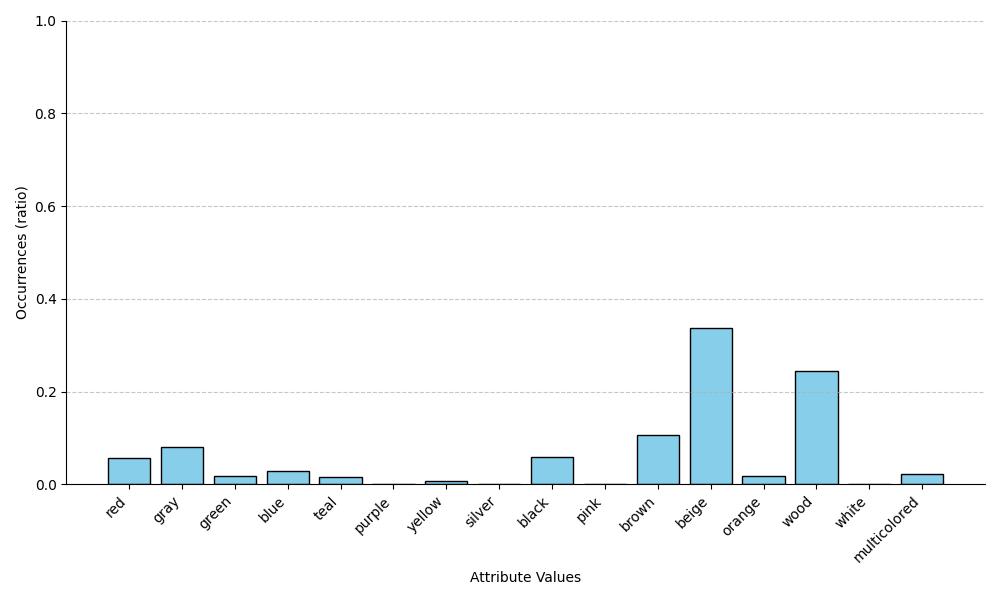 1.0
0.8
0.6
0.4
0.2
0.0
Occurrences (ratio)
red
gray
green
blue
teal
purple
yellow
silver
black
pink
brown
beige
orange
wood
white
multicolored
Attribute Values